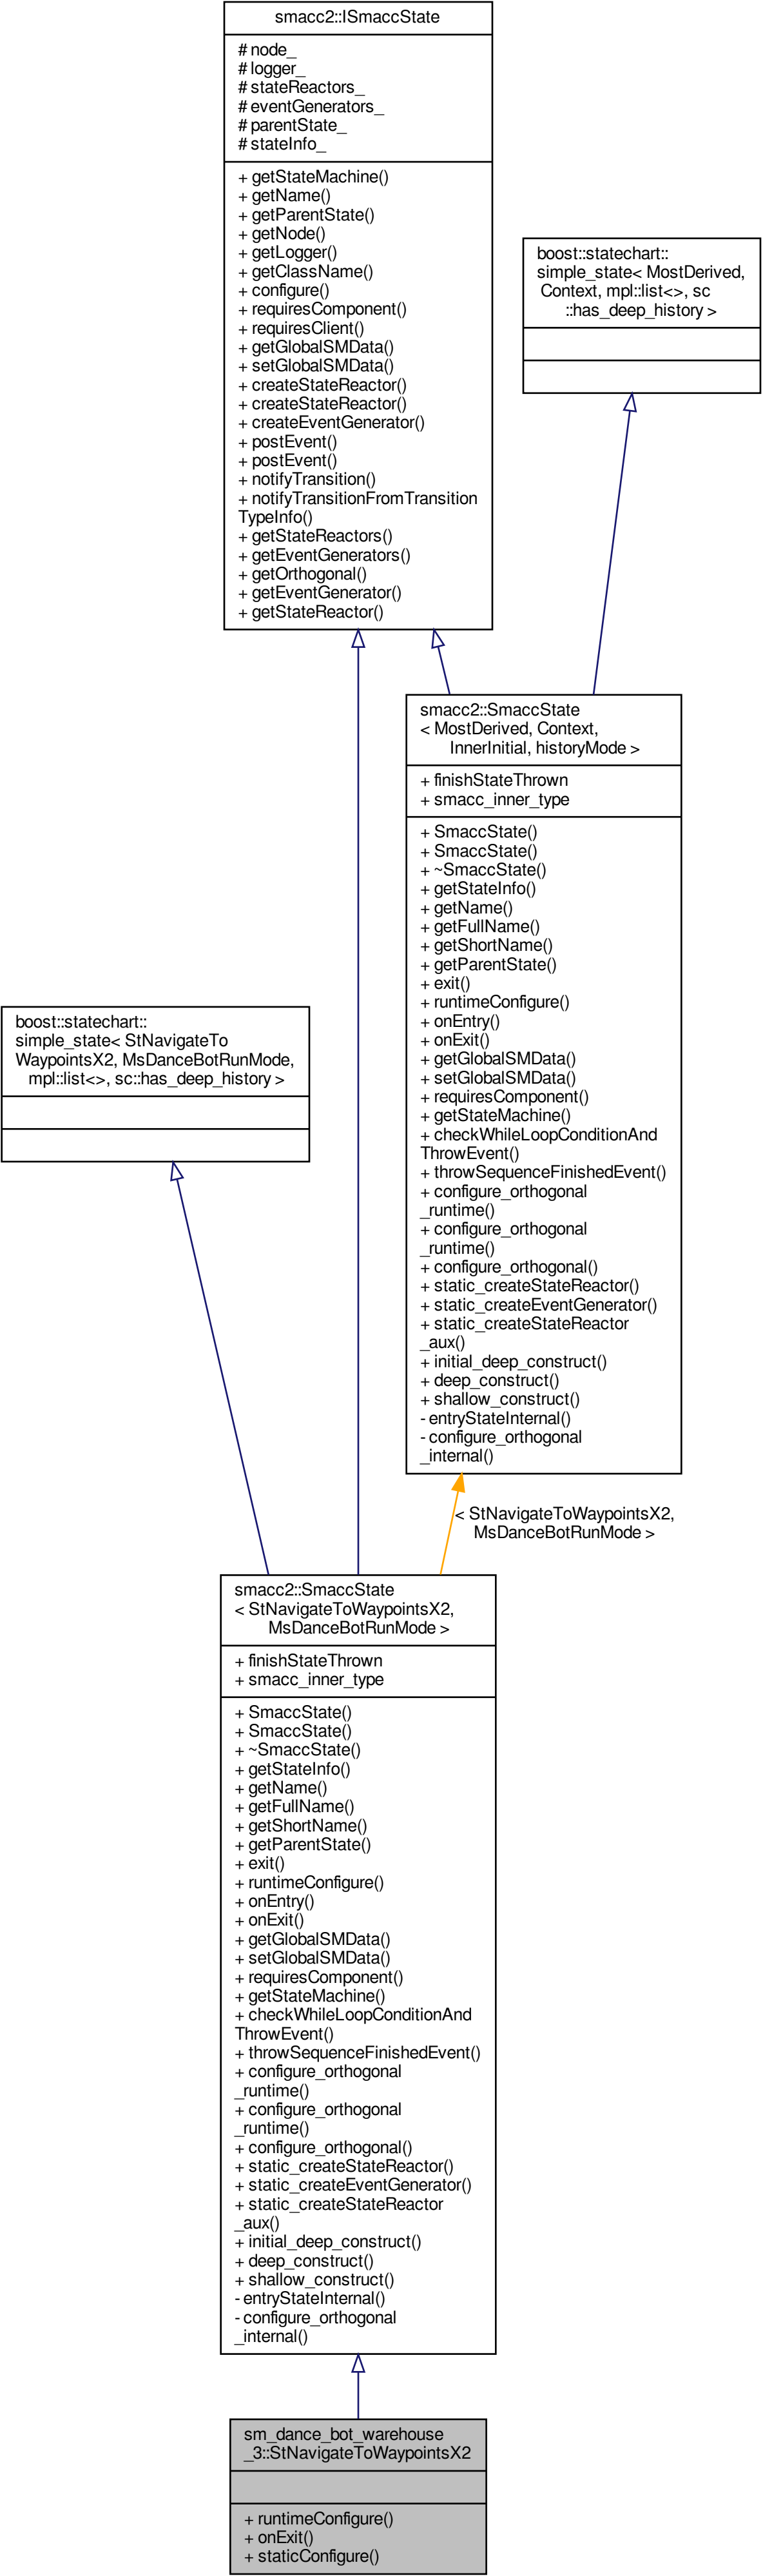 smacc2::ISmaccState
# node_
# logger_
# stateReactors_
# eventGenerators_
# parentState_
# stateInfo_
+ getStateMachine()
+ getName()
+ getParentState()
+ getNode()
+ getLogger()
+ getClassName()
+ configure()
+ requiresComponent()
+ requiresClient()
+ getGlobalSMData()
+ setGlobalSMData()
+ createStateReactor()
+ createStateReactor()
+ createEventGenerator()
+ postEvent()
+ postEvent()
+ notifyTransition()
+ notifyTransitionFromTransition
TypeInfo()
+ getStateReactors()
+ getEventGenerators()
+ getOrthogonal()
+ getEventGenerator()
+ getStateReactor()
boost::statechart::
simple_state< MostDerived,
Context, mpl::list<>, sc
::has_deep_history >
smacc2::SmaccState
< MostDerived, Context,
InnerInitial, historyMode >
+ finishStateThrown
+ smacc_inner_type
+ SmaccState()
+ SmaccState()
+ ~SmaccState()
+ getStateInfo()
+ getName()
+ getFullName()
+ getShortName()
+ getParentState()
+ exit()
+ runtimeConfigure()
+ onEntry()
+ onExit()
+ getGlobalSMData()
+ setGlobalSMData()
+ requiresComponent()
+ getStateMachine()
+ checkWhileLoopConditionAnd
ThrowEvent()
+ throwSequenceFinishedEvent()
+ configure_orthogonal
_runtime()
+ configure_orthogonal
_runtime()
+ configure_orthogonal()
+ static_createStateReactor()
+ static_createEventGenerator()
+ static_createStateReactor
_aux()
+ initial_deep_construct()
+ deep_construct()
+ shallow_construct()
- entryStateInternal()
- configure_orthogonal
_internal()
boost::statechart::
simple_state< StNavigateTo
WaypointsX2, MsDanceBotRunMode,
mpl::list<>, sc::has_deep_history >
< StNavigateToWaypointsX2,
MsDanceBotRunMode >
smacc2::SmaccState
< StNavigateToWaypointsX2,
MsDanceBotRunMode >
+ finishStateThrown
+ smacc_inner_type
+ SmaccState()
+ SmaccState()
+ ~SmaccState()
+ getStateInfo()
+ getName()
+ getFullName()
+ getShortName()
+ getParentState()
+ exit()
+ runtimeConfigure()
+ onEntry()
+ onExit()
+ getGlobalSMData()
+ setGlobalSMData()
+ requiresComponent()
+ getStateMachine()
+ checkWhileLoopConditionAnd
ThrowEvent()
+ throwSequenceFinishedEvent()
+ configure_orthogonal
_runtime()
+ configure_orthogonal
_runtime()
+ configure_orthogonal()
+ static_createStateReactor()
+ static_createEventGenerator()
+ static_createStateReactor
_aux()
+ initial_deep_construct()
+ deep_construct()
+ shallow_construct()
- entryStateInternal()
- configure_orthogonal
_internal()
sm_dance_bot_warehouse
_3::StNavigateToWaypointsX2
+ runtimeConfigure()
+ onExit()
+ staticConfigure()